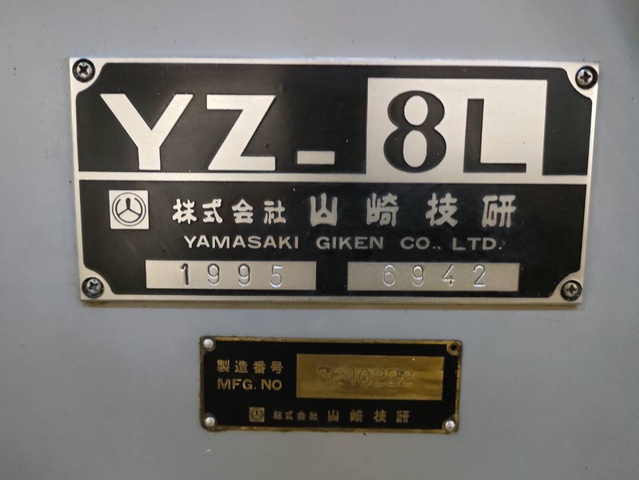 YZ-8L
株式会社 山崎技研
YAMASAKI GIKEN CO., LTD.
1995 6942
製造番号
MFG. NO
株式会社 山崎技研